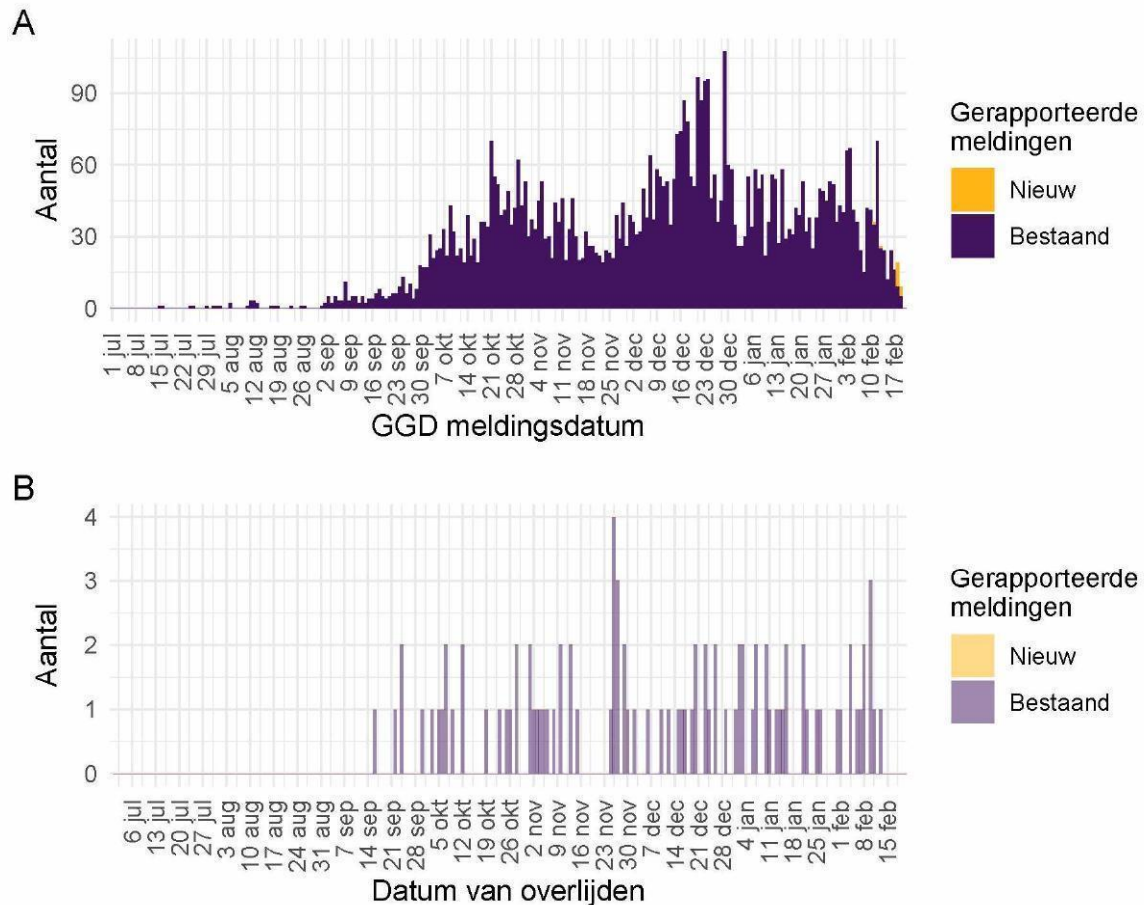 A
90
60
30
0
Aantal
1 jul
8 jul
15 jul
22 jul
29 jul
5 aug
12 aug
19 aug
26 aug
2 sep
9 sep
16 sep
23 sep
30 sep
7 okt
14 okt
21 okt
28 okt
4 nov
11 nov
18 nov
25 nov
2 dec
9 dec
16 dec
23 dec
30 dec
6 jan
13 jan
20 jan
27 jan
3 feb
10 feb
17 feb
GGD meldingsdatum
Gerapporteerde
meldingen
Nieuw
Bestaand
B
4
3
2
1
0
Aantal
6 jul
13 jul
20 jul
27 jul
3 aug
10 aug
17 aug
24 aug
31 aug
7 sep
14 sep
21 sep
28 sep
5 okt
12 okt
19 okt
26 okt
2 nov
9 nov
16 nov
23 nov
30 nov
7 dec
14 dec
21 dec
28 dec
4 jan
11 jan
18 jan
25 jan
1 feb
8 feb
15 feb
Datum van overlijden
Gerapporteerde
meldingen
Nieuw
Bestaand